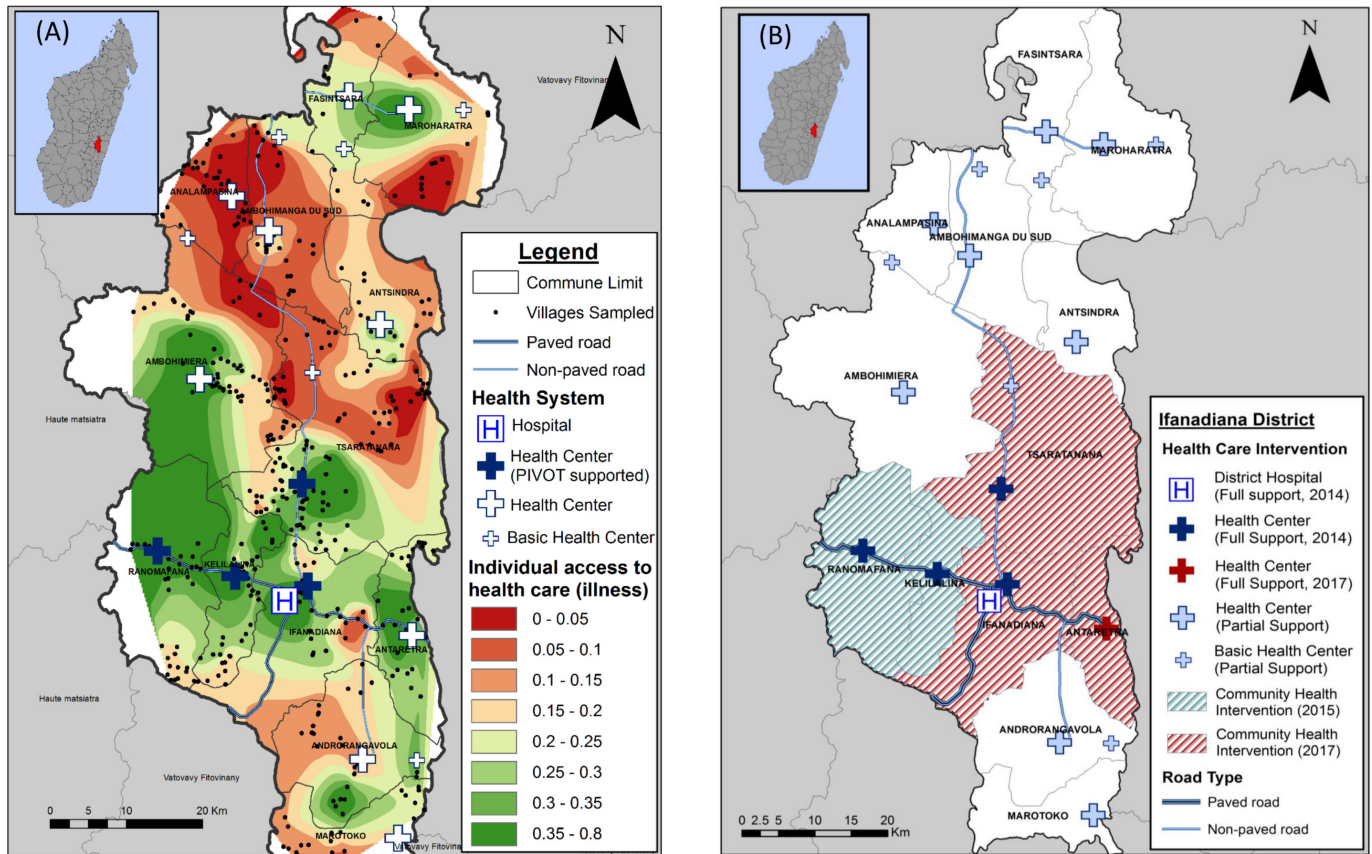 (A)
N
Vatovavy Fitovinany
FASINTSARA
MAROHARATRA
ANALAMPASINA
AMBOHIMANGA DU SUD
ANTSINDRA
AMBOHIMIERA
Haute matsiatra
TSARATANANA
RANOMAFANA
KELILALINA
H
IFANADIANA
ANTARETRA
Haute matsiatra
ANDRORANGAVOLA
Vatovavy Fitovinany
MAROTOKO
Vatovavy Fitovinany
0 5 10 20 Km
Legend
Commune Limit
Villages Sampled
Paved road
Non-paved road
Health System
H Hospital
Health Center
(PIVOT supported)
Health Center
Basic Health Center
Individual access to
health care (illness)
0 - 0.05
0.05 - 0.1
0.1 - 0.15
0.15 - 0.2
0.2 - 0.25
0.25 - 0.3
0.3 - 0.35
0.35 - 0.8
(B)
N
FASINTSARA
MAROHARATRA
ANALAMPASINA
AMBOHIMANGA DU SUD
ANTSINDRA
AMBOHIMIERA
TSARATANANA
RANOMAFANA
KELILALINA
H
IFANADIANA
ANTARETRA
ANDRORANGAVOLA
MAROTOKO
0 2.5 5 10 15 20
Km
Ifanadiana District
Health Care Intervention
H District Hospital
(Full support, 2014)
Health Center
(Full Support, 2014)
Health Center
(Full Support, 2017)
Health Center
(Partial Support)
Basic Health Center
(Partial Support)
Community Health
Intervention (2015)
Community Health
Intervention (2017)
Road Type
Paved road
Non-paved road